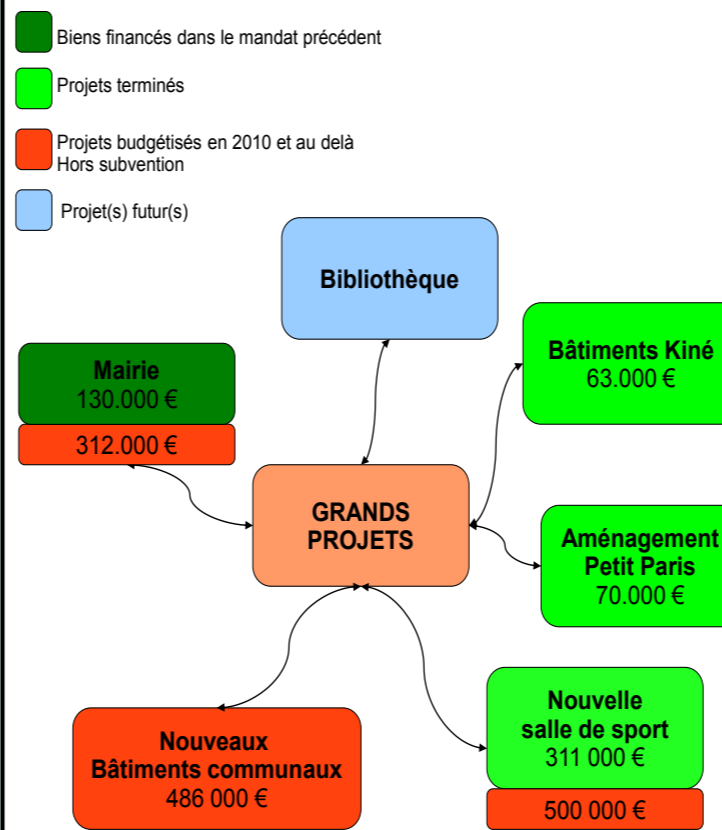 Biens financés dans le mandat précédent
Projets terminés
Projets budgétisés en 2010 et au delà
Hors subvention
Projet(s) futur(s)
Bibliothèque
Bâtiments Kiné
63.000 €
Mairie
130.000 €
312.000 €
GRANDS
PROJETS
Aménagement
Petit Paris
70.000 €
Nouvelle
salle de sport
311 000 €
500 000 €
Nouveaux
Bâtiments communaux
486 000 €